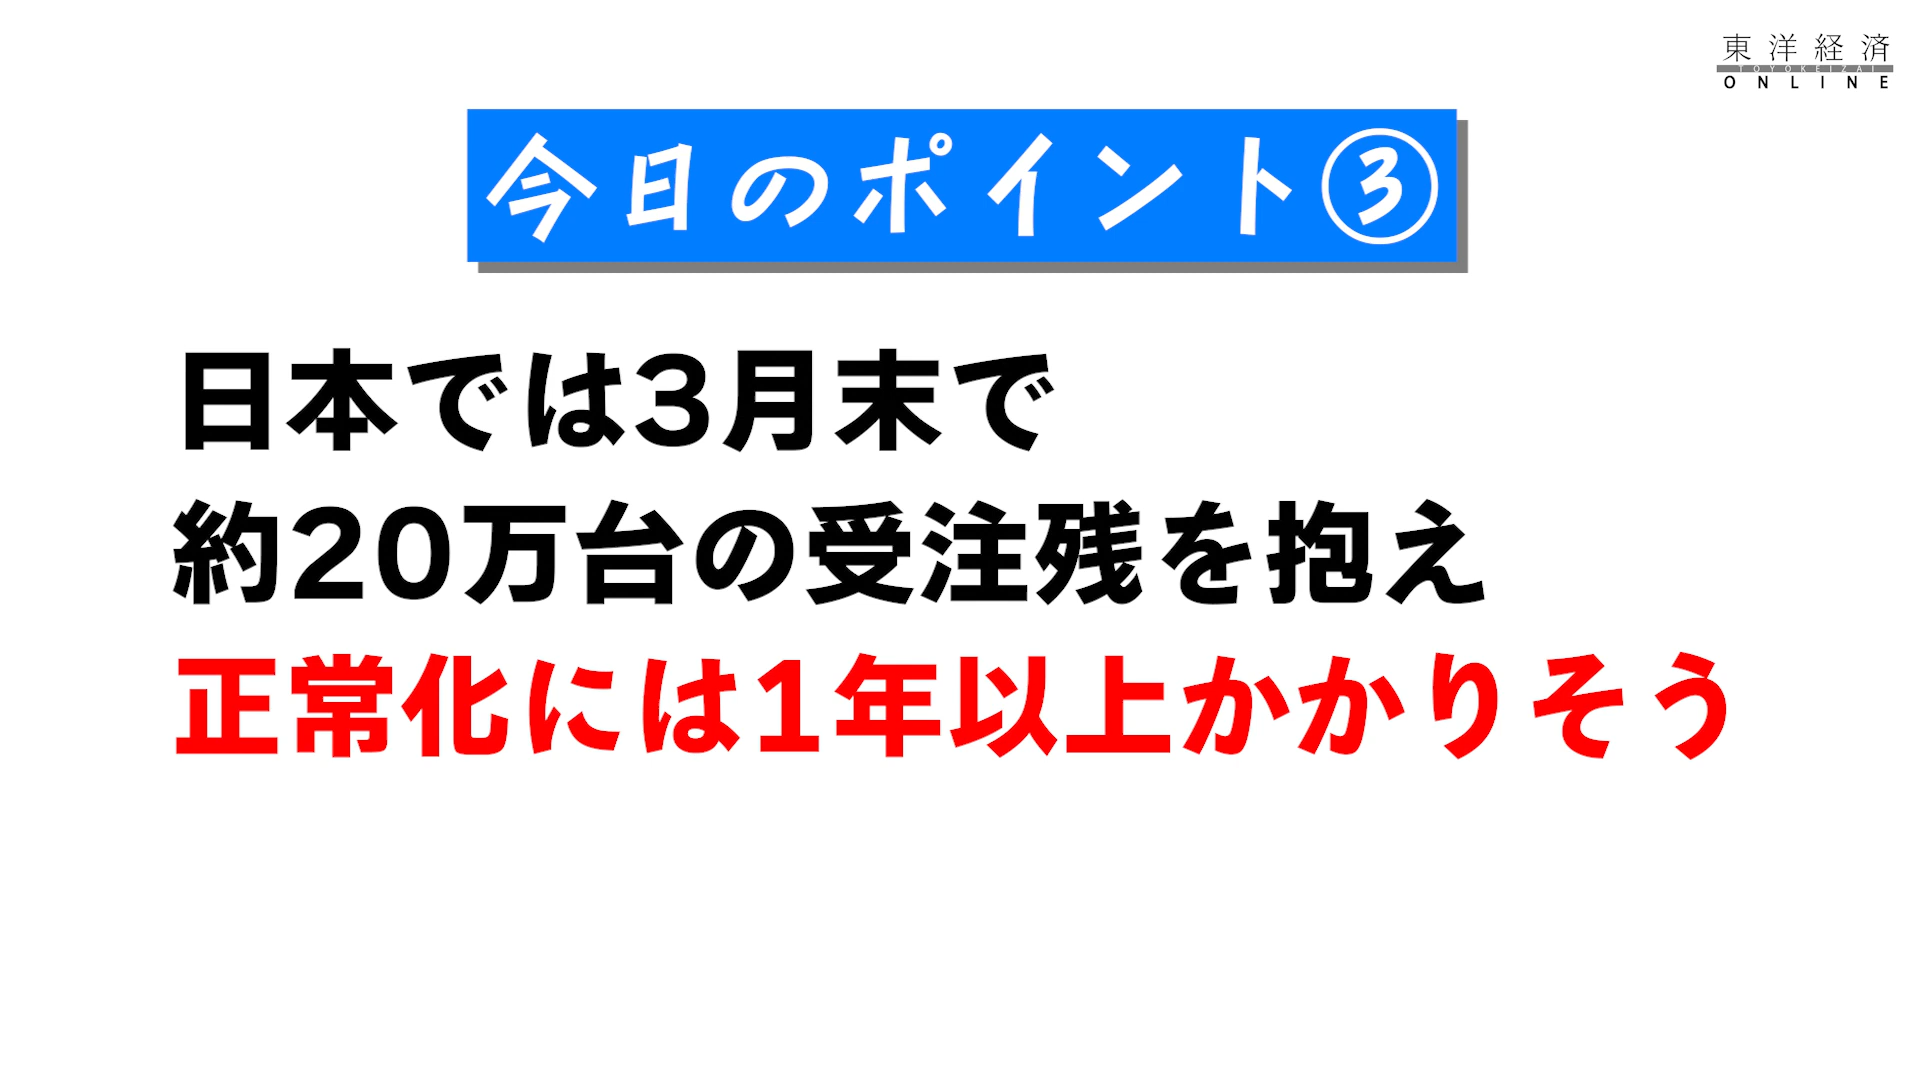 東洋経済
TOYOKEIZAI
ONLINE
今日のポイント③
日本では3月末で
約20万台の受注残を抱え
正常化には1年以上かかりそう